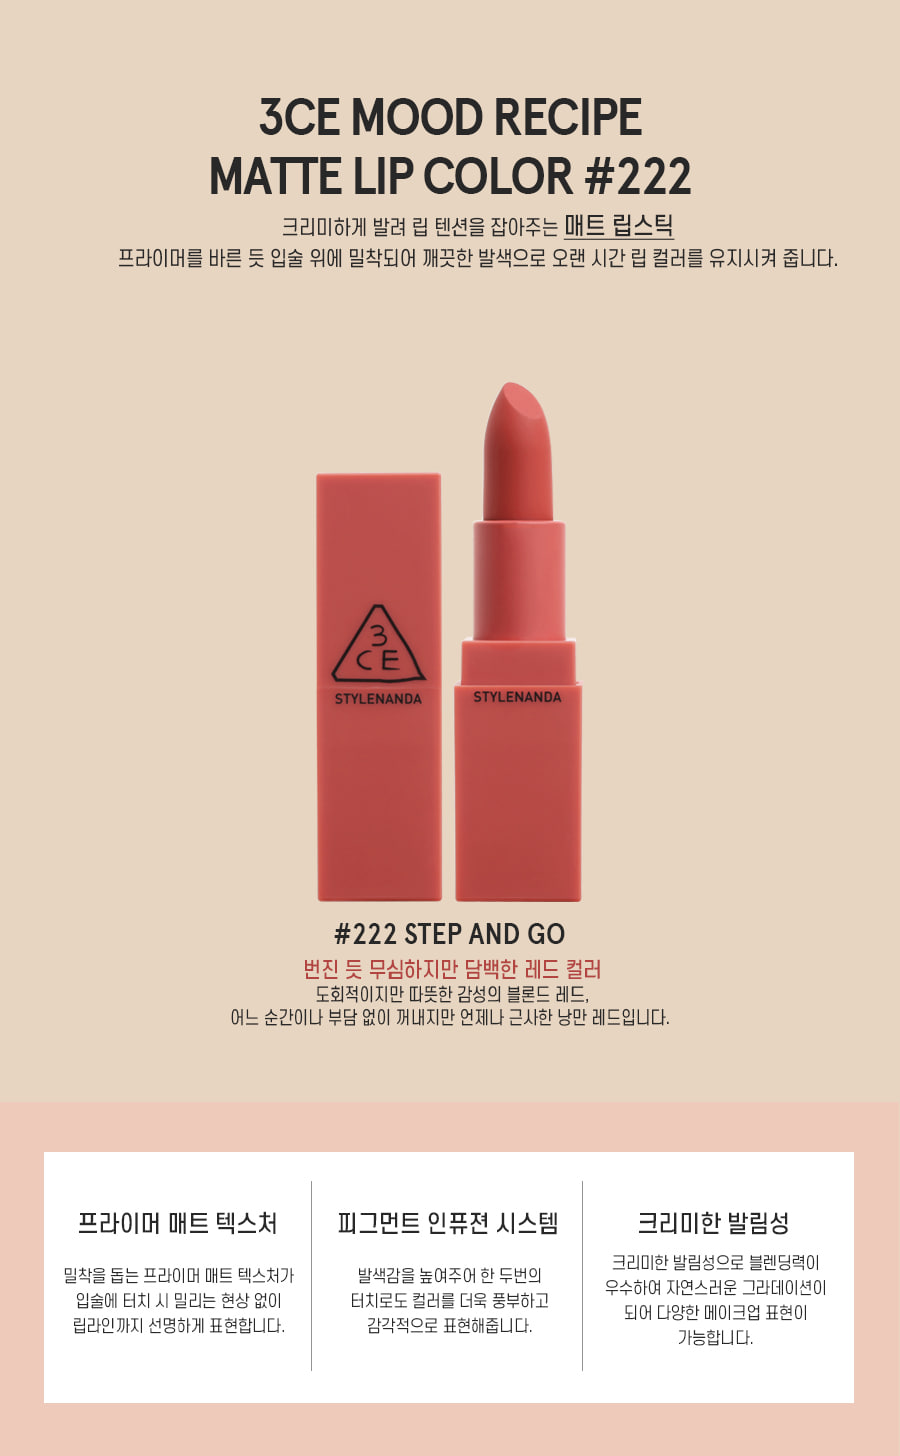 3CE MOOD RECIPE
MATTE LIP COLOR #222
크리미하게 발려 립 텐션을 잡아주는 매트 립스틱
프라이머를 바른 듯 입술 위에 밀착되어 깨끗한 발색으로 오랜 시간 립 컬러를 유지시켜 줍니다.
3
CE
STYLENANDA
STYLENANDA
#222 STEP AND GO
번진 듯 무심하지만 담백한 레드 컬러
도회적이지만 따뜻한 감성의 블론드 레드,
어느 순간이나 부담 없이 꺼내지만 언제나 근사한 낭만 레드입니다.
프라이머 매트 텍스처
밀착을 돕는 프라이머 매트 텍스처가
입술에 터치 시 밀리는 현상 없이
립라인까지 선명하게 표현합니다.
피그먼트 인퓨젼 시스템
발색감을 높여주어 한 두번의
터치로도 컬러를 더욱 풍부하고
감각적으로 표현해줍니다.
크리미한 발림성
크리미한 발림성으로 블렌딩력이
우수하여 자연스러운 그라데이션이
되어 다양한 메이크업 표현이
가능합니다.